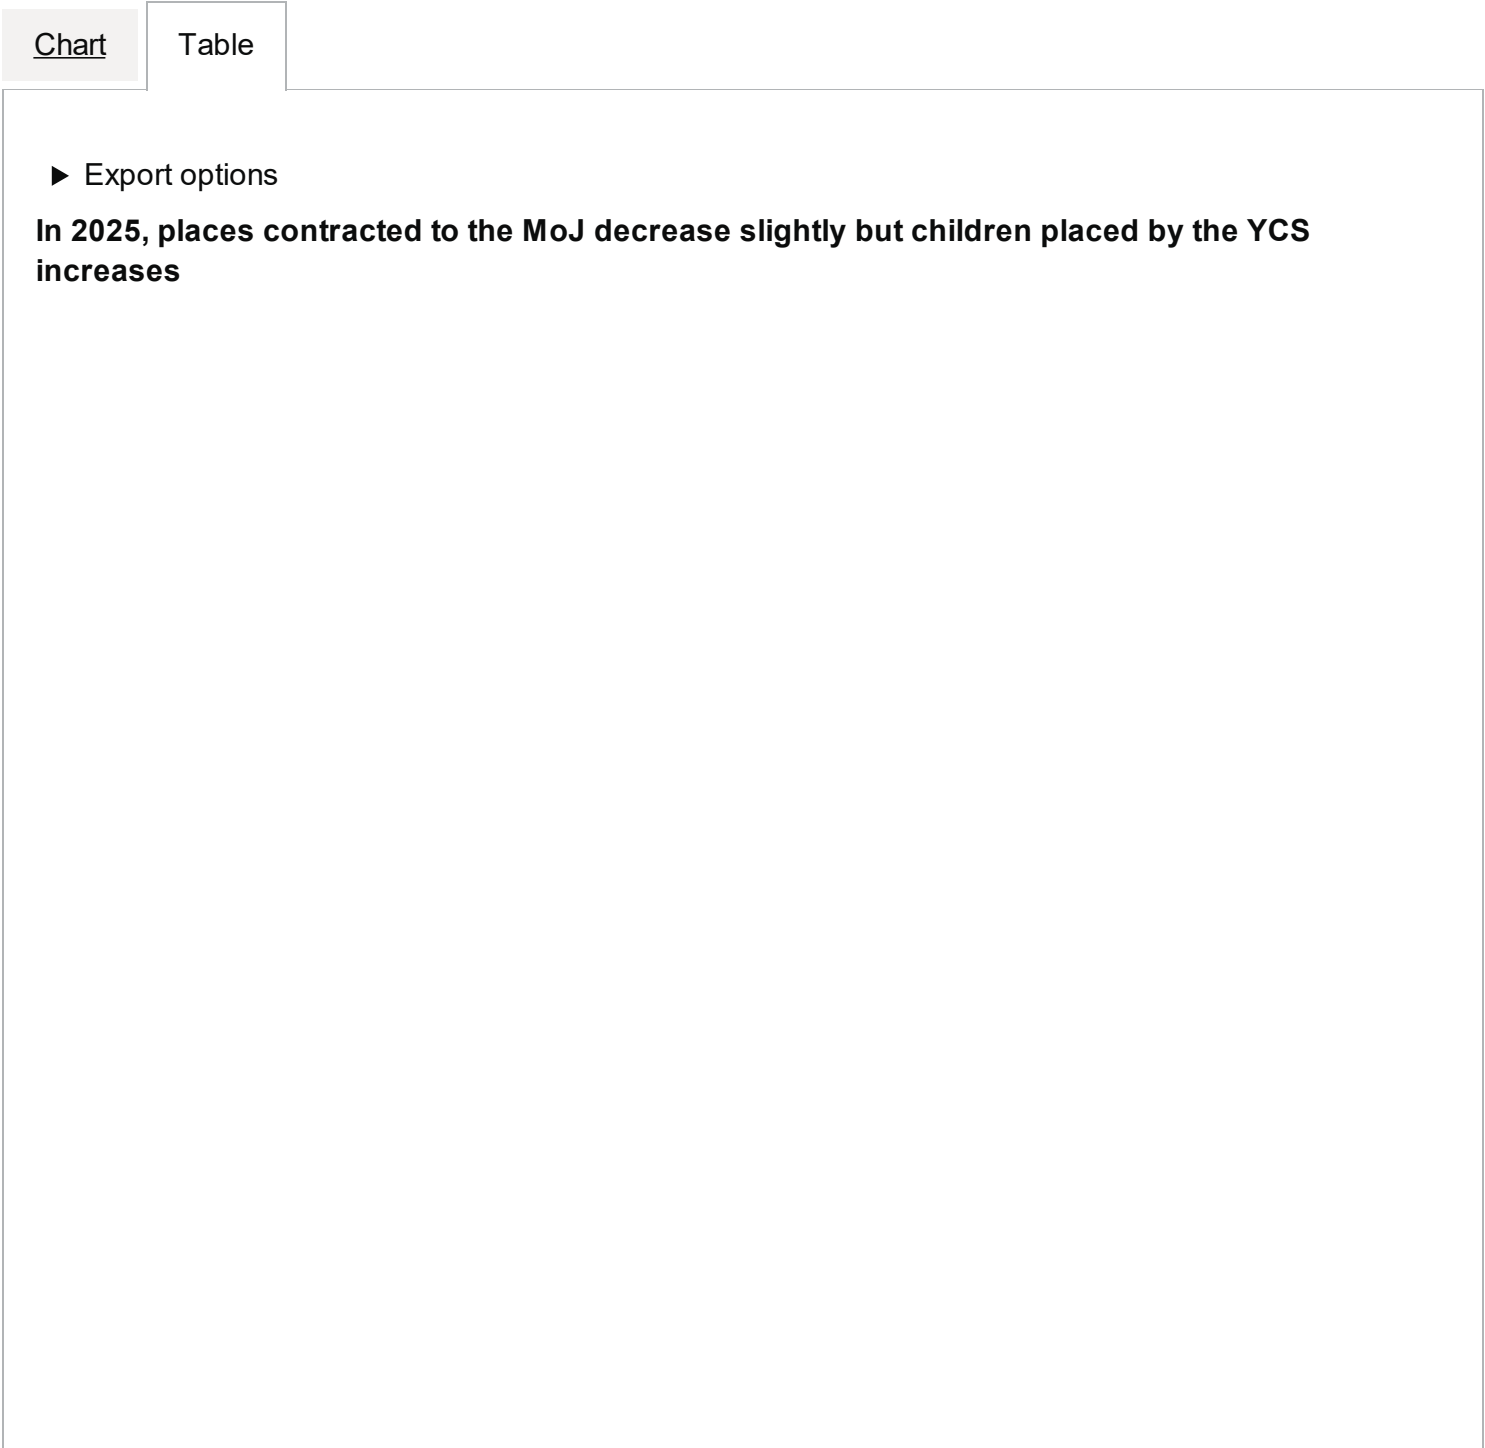 Chart
Table
▶ Export options
In 2025, places contracted to the MoJ decrease slightly but children placed by the YCS
increases